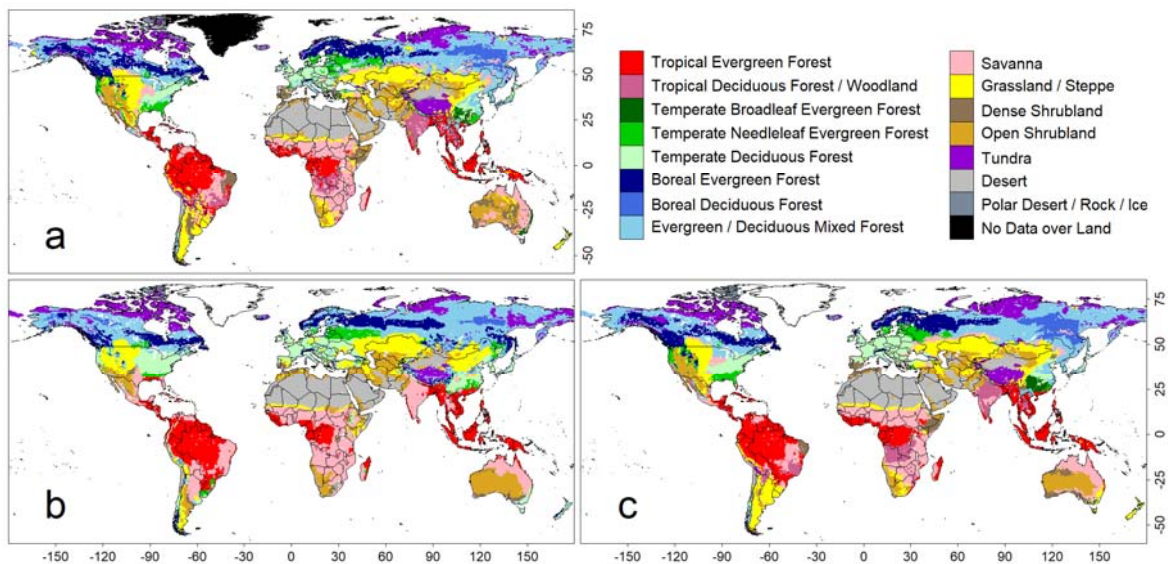 a
75
50
25
0
-25
-50
Tropical Evergreen Forest
Tropical Deciduous Forest / Woodland
Temperate Broadleaf Evergreen Forest
Temperate Needleleaf Evergreen Forest
Temperate Deciduous Forest
Boreal Evergreen Forest
Boreal Deciduous Forest
Evergreen / Deciduous Mixed Forest
Savanna
Grassland / Steppe
Dense Shrubland
Open Shrubland
Tundra
Desert
Polar Desert / Rock / Ice
No Data over Land
b
c
75
50
25
0
-25
-50
-150 -120 -90 -60 -30 0 30 60 90 120 150
-150 -120 -90 -60 -30 0 30 60 90 120 150